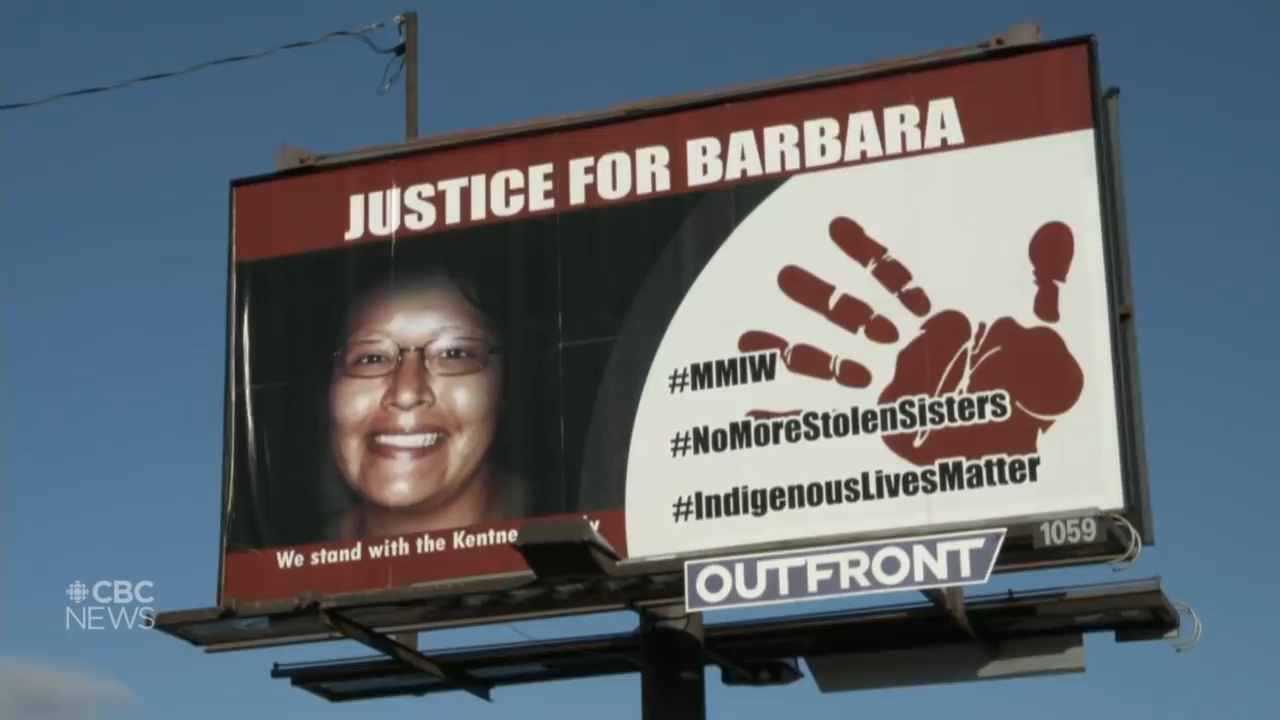 JUSTICE FOR BARBARA
#MMIW
#NoMoreStolenSisters
#IndigenousLivesMatter
We stand with the
1059
OUTFRONT
CBC
NEWS